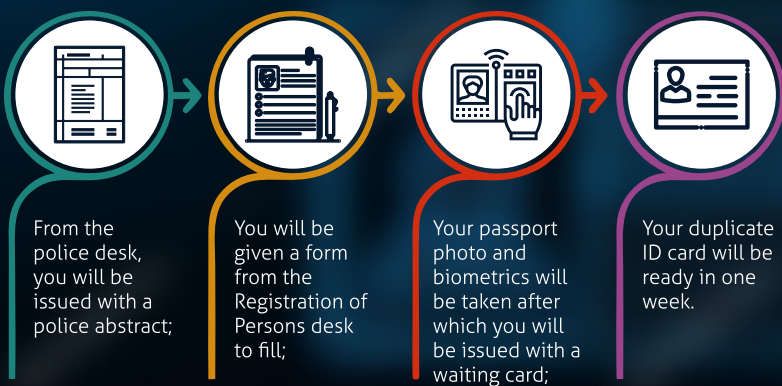 From the
police desk,
you will be
issued with a
police abstract;
You will be
given a form
from the
Registration of
Persons desk
to fill;
Your passport
photo and
biometrics will
be taken after
which you will
be issued with a
waiting card;
Your duplicate
ID card will be
ready in one
week.